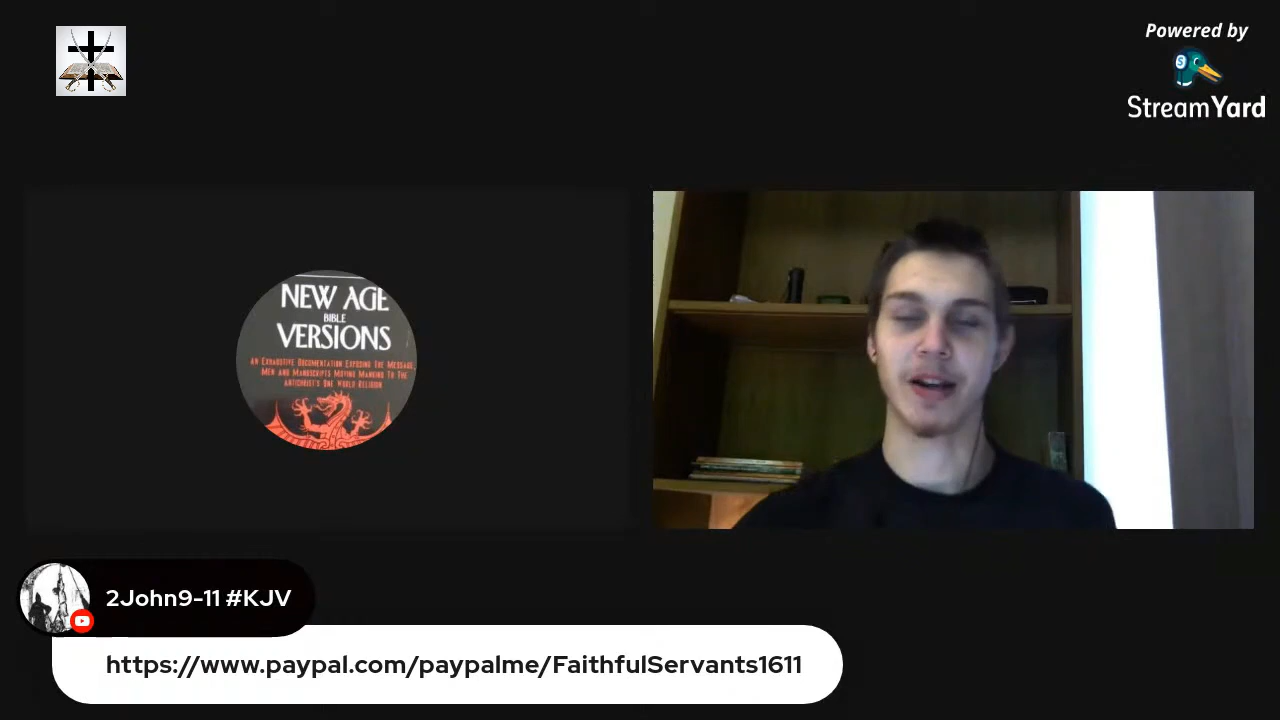 Powered by
StreamYard
NEW AGE
BIBLE
VERSIONS
AN EXHAUSTIVE DOCUMENTATION EXPOSING THE MESSAGE,
MEN AND MANUSCRIPTS MOVING MANKIND TO THE
ANTICHRIST'S ONE WORLD RELIGION
2John9-11 #KJV
https://www.paypal.com/paypalme/FaithfulServants1611